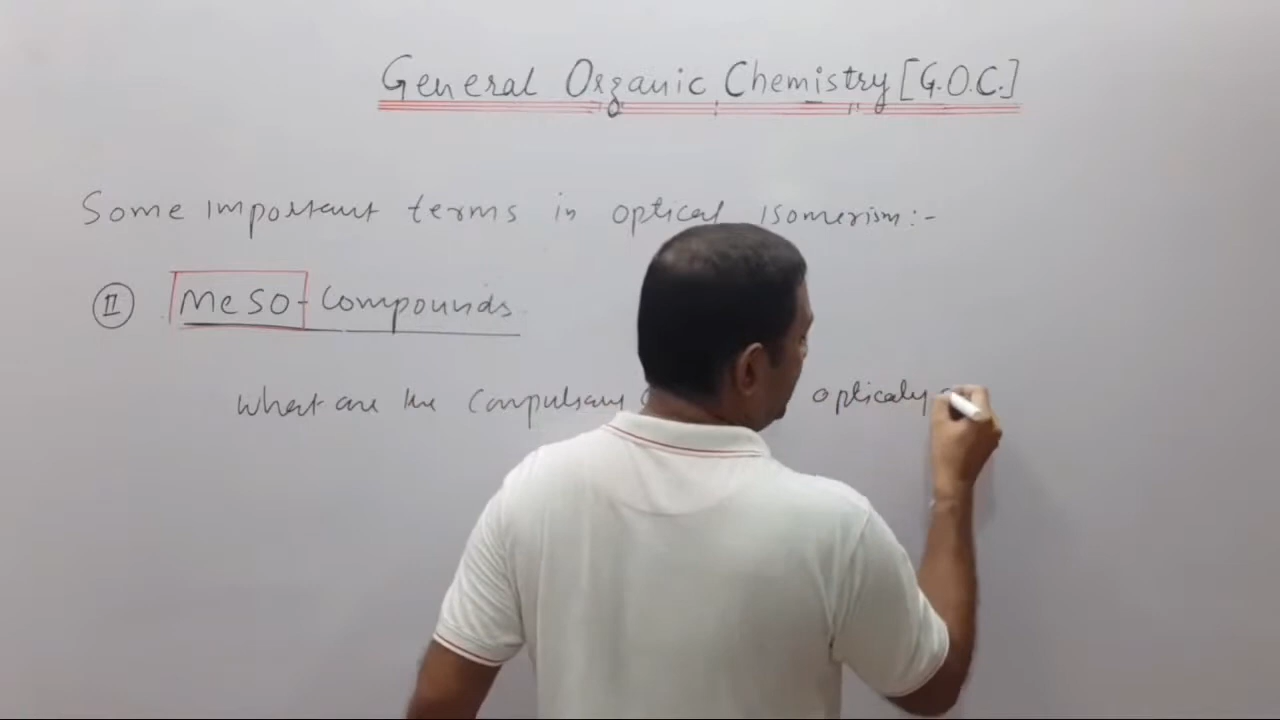 General Organic Chemistry [G.O.C.]
Some important terms in optical isomerism:-
II Meso-Compounds
What are the Compulsary optically